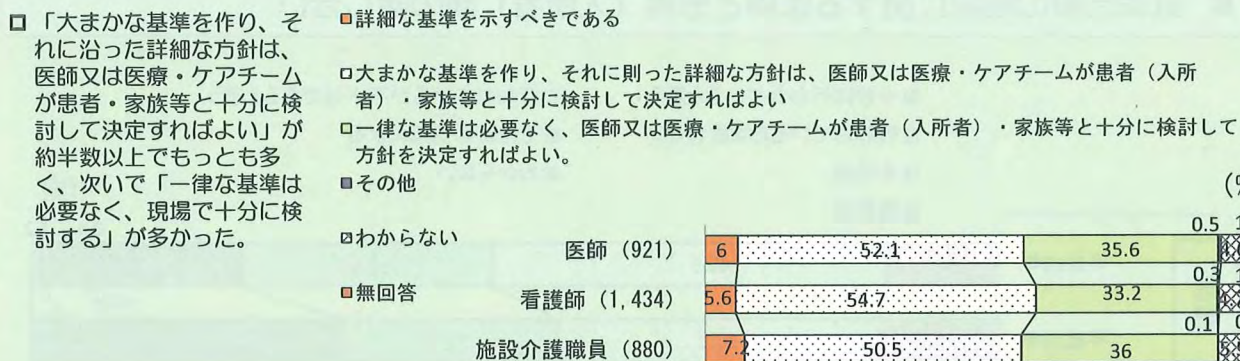 □「大まかな基準を作り、そ
れに沿った詳細な方針は、
医師又は医療・ケアチーム
が患者・家族等と十分に検
討して決定すればよい」が
約半数以上でもっとも多
く、次いで「一律な基準は
必要なく、現場で十分に検
討する」が多かった。
詳細な基準を示すべきである
大まかな基準を作り、それに則った詳細な方針は、医師又は医療・ケアチームが患者（入所
者）・家族等と十分に検討して決定すればよい
一律な基準は必要なく、医師又は医療・ケアチームが患者（入所者）・家族等と十分に検討して
方針を決定すればよい。
その他
わからない
無回答
(%
医師（921） 6 52.1 35.6 0.5
看護師（1,434） 5.6 54.7 33.2 0.3
施設介護職員（880） 7.2 50.5 36 0.1